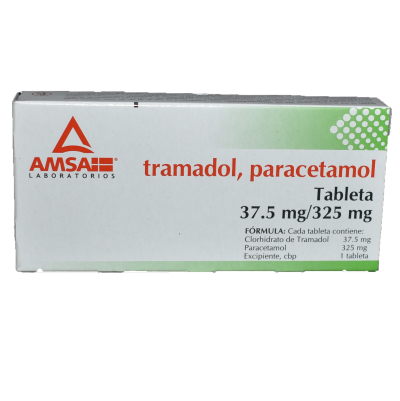 AMSA
LABORATORIOS
tramadol, paracetamol
Tableta
37.5 mg/325 mg
FÓRMULA: Cada tableta contiene:
Clorhidrato de Tramadol 37.5 mg
Paracetamol 325 mg
Excipiente, cbp 1 tableta